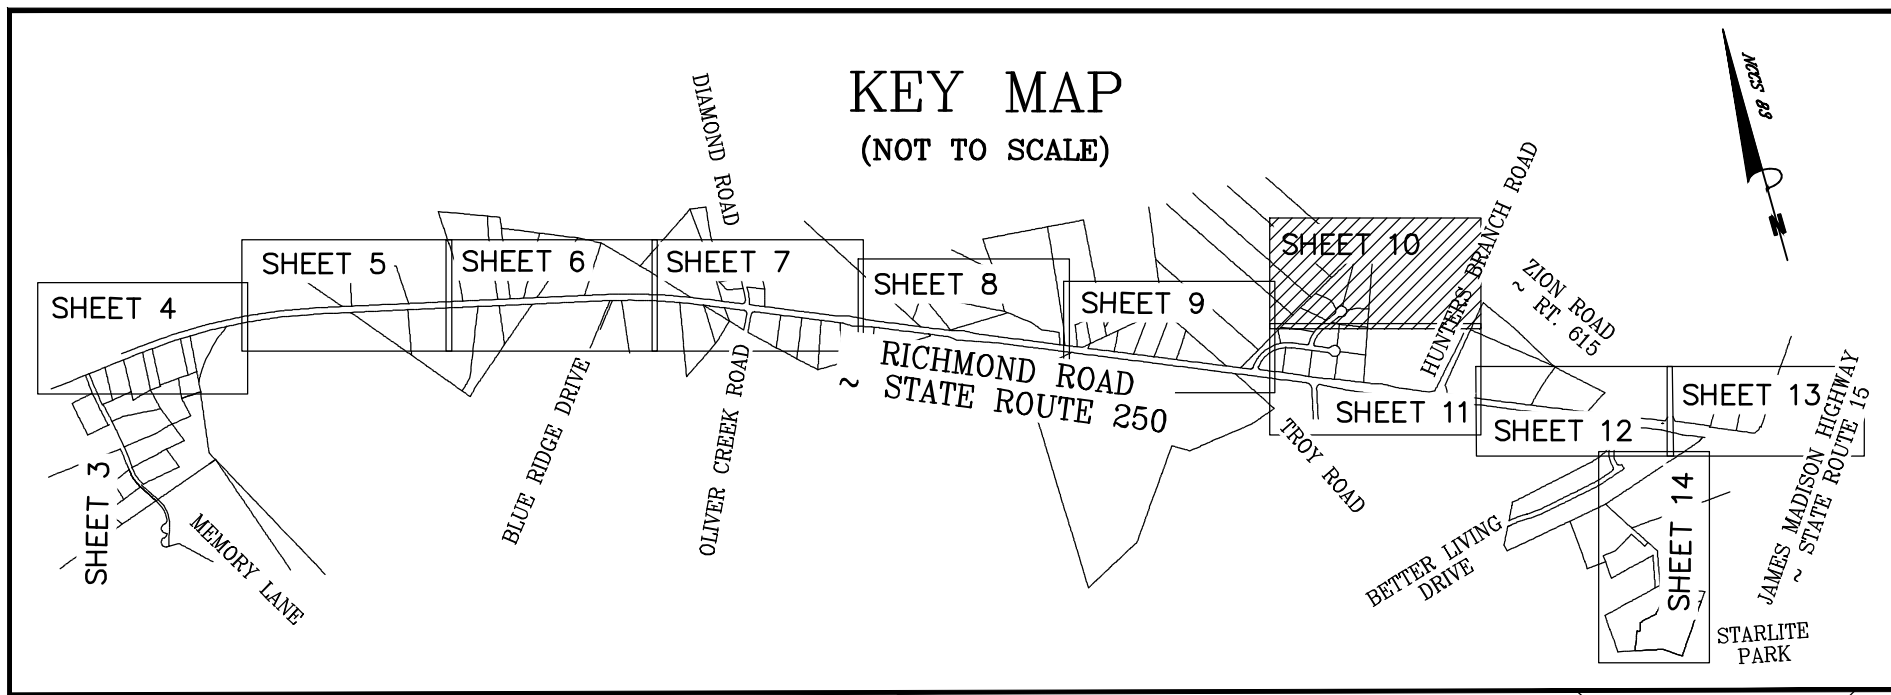 KEY MAP
(NOT TO SCALE)
NCCS 83
N
DIAMOND ROAD
HUNTERS BRANCH ROAD
ZION ROAD
~ RT. 615
SHEET 4
SHEET 5
SHEET 6
SHEET 7
SHEET 8
SHEET 9
SHEET 10
SHEET 11
SHEET 12
SHEET 13
RICHMOND ROAD
~ STATE ROUTE 250
SHEET 3
MEMORY LANE
BLUE RIDGE DRIVE
OLIVER CREEK ROAD
TROY ROAD
BETTER LIVING
DRIVE
SHEET 14
JAMES MADISON HIGHWAY
~ STATE ROUTE 15
STARLITE
PARK